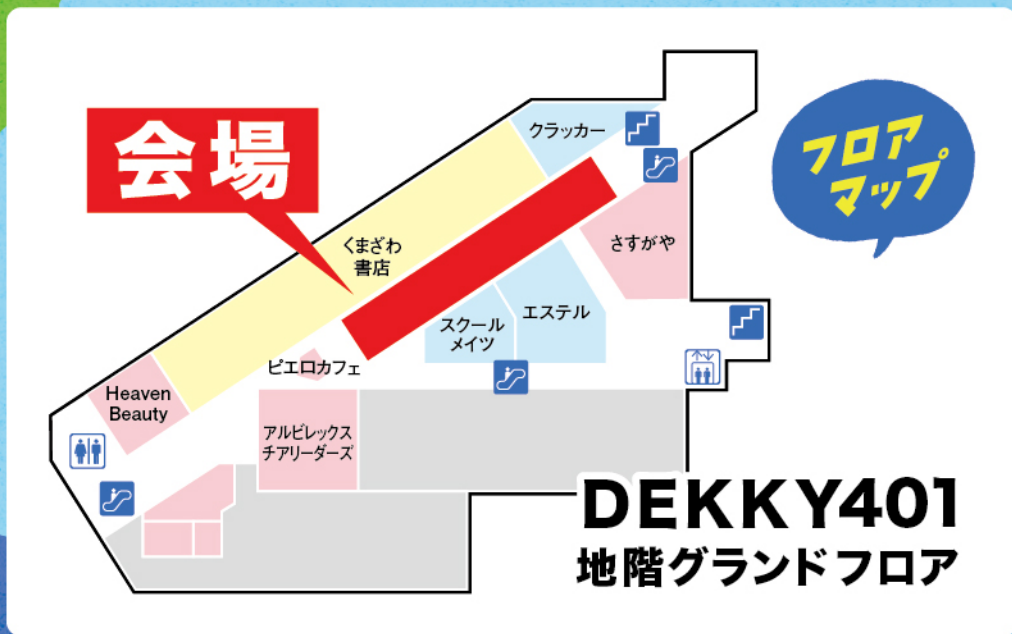 フロア
マップ
会場
クラッカー
さすがや
くまざわ
書店
エステル
スクール
メイツ
ピエロカフェ
Heaven
Beauty
アルビレックス
チアリーダーズ
DEKKY401
地階グランドフロア